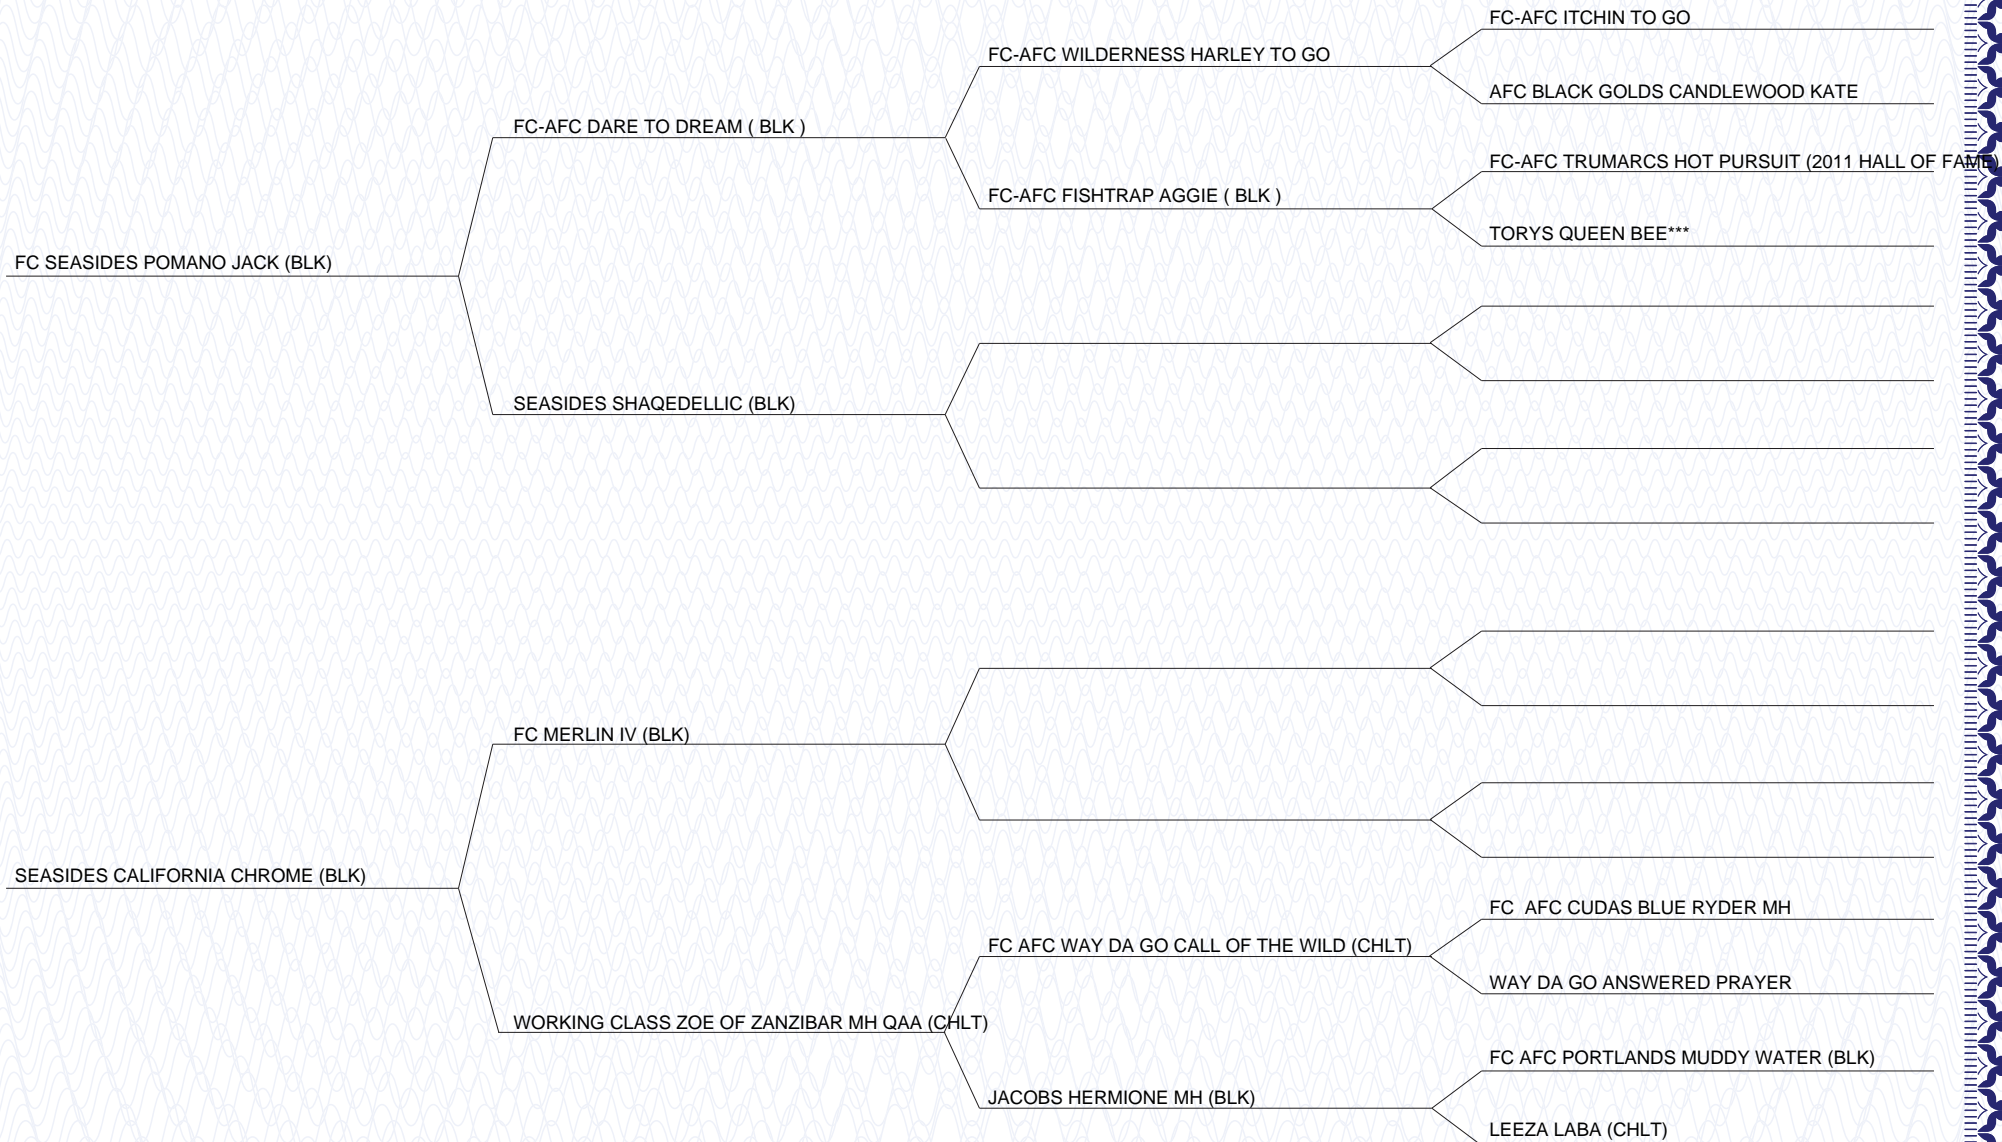 FC-AFC ITCHIN TO GO
FC-AFC WILDERNESS HARLEY TO GO
AFC BLACK GOLDS CANDLEWOOD KATE
FC-AFC DARE TO DREAM ( BLK )
FC-AFC TRUMARCS HOT PURSUIT (2011 HALL OF FAME)
FC-AFC FISHTRAP AGGIE ( BLK )
TORYS QUEEN BEE***
FC SEASIDES POMANO JACK (BLK)
SEASIDES SHAQEDELLIC (BLK)
FC MERLIN IV (BLK)
SEASIDES CALIFORNIA CHROME (BLK)
FC  AFC CUDAS BLUE RYDER MH
FC AFC WAY DA GO CALL OF THE WILD (CHLT)
WAY DA GO ANSWERED PRAYER
WORKING CLASS ZOE OF ZANZIBAR MH QAA (CHLT)
FC AFC PORTLANDS MUDDY WATER (BLK)
JACOBS HERMIONE MH (BLK)
LEEZA LABA (CHLT)